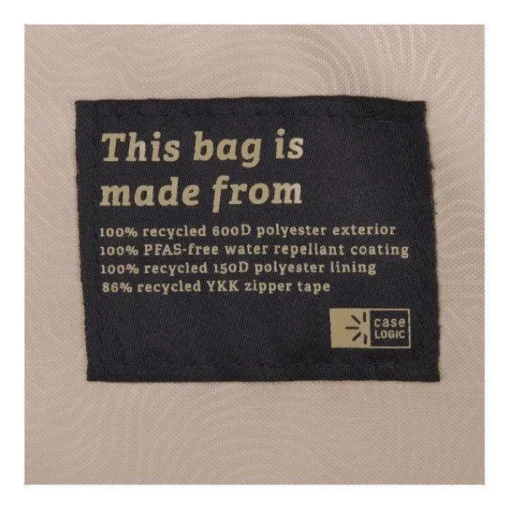 This bag is
made from
100% recycled 600D polyester exterior
100% PFAS-free water repellant coating
100% recycled 150D polyester lining
86% recycled YKK zipper tape
case
LOGIC